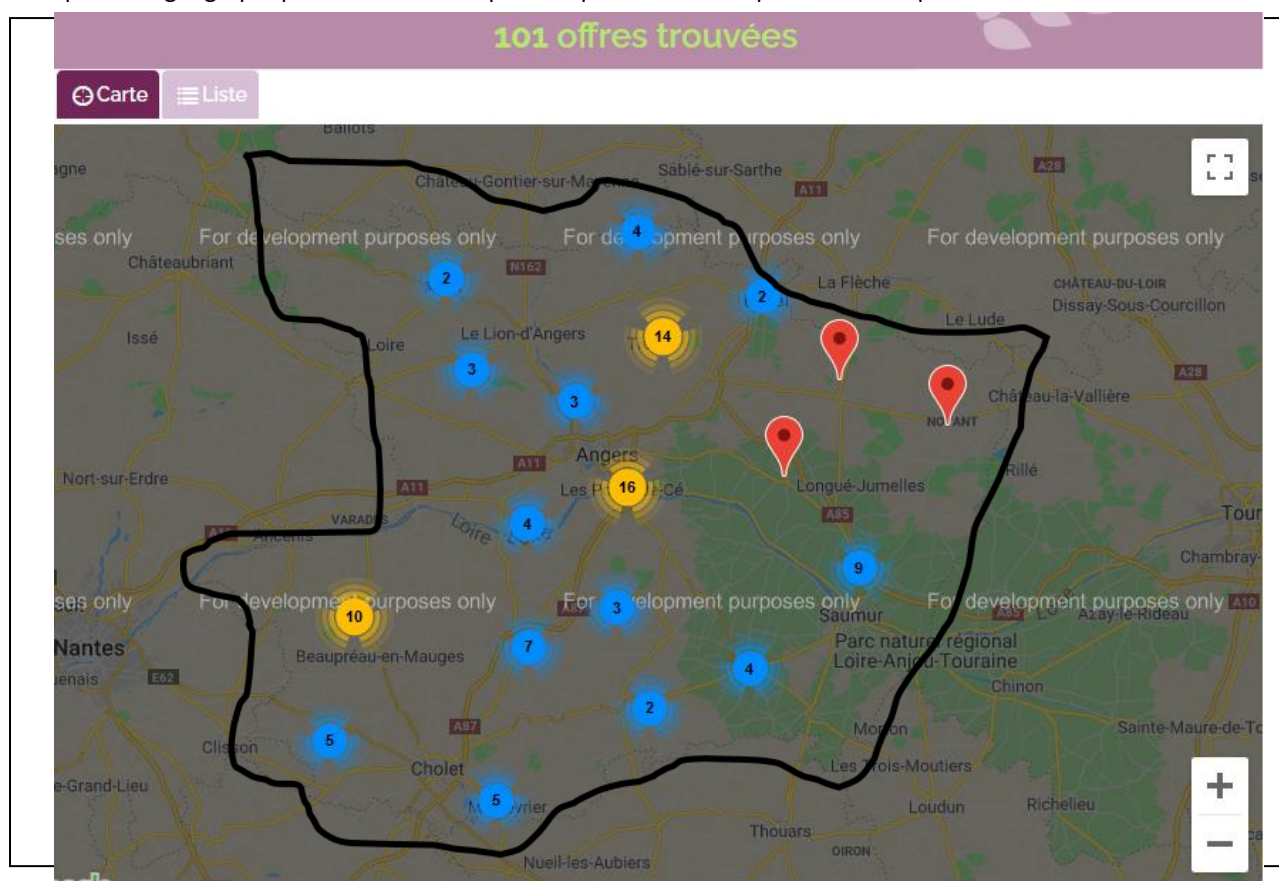 101 offres trouvées
Carte
Liste
Ballots
Château-Gontier-sur-Mayenne
Sablé-sur-Sarthe
A28
A11
ses only
For development purposes only
For development purposes only
For development purposes only
Châteaubriant
N162
4
2
2
La Flèche
CHÂTEAU-DU-LOIR
Dissay-Sous-Courcillon
Issé
Loire
Le Lion-d'Angers
14
Le Lude
3
A28
3
Château-la-Vallière
NOYANT
Angers
A11
Nort-sur-Erdre
A11
16
Longué-Jumelles
Rillé
VARADES
Loire
4
A85
Tour
Ancenis
Chambray-
9
ses only
For development purposes only
For development purposes only
For development purposes only
A10
10
3
Saumur
A85
Azay-le-Rideau
Nantes
Beaupréau-en-Mauges
7
Parc naturel régional
Loire-Anjou-Touraine
E62
4
Chinon
2
A87
Clisson
5
Sainte-Maure-de-To
Cholet
Les Trois-Moutiers
e-Grand-Lieu
5
Loudun
Richelieu
Thouars
OIRON
Nueil-les-Aubiers